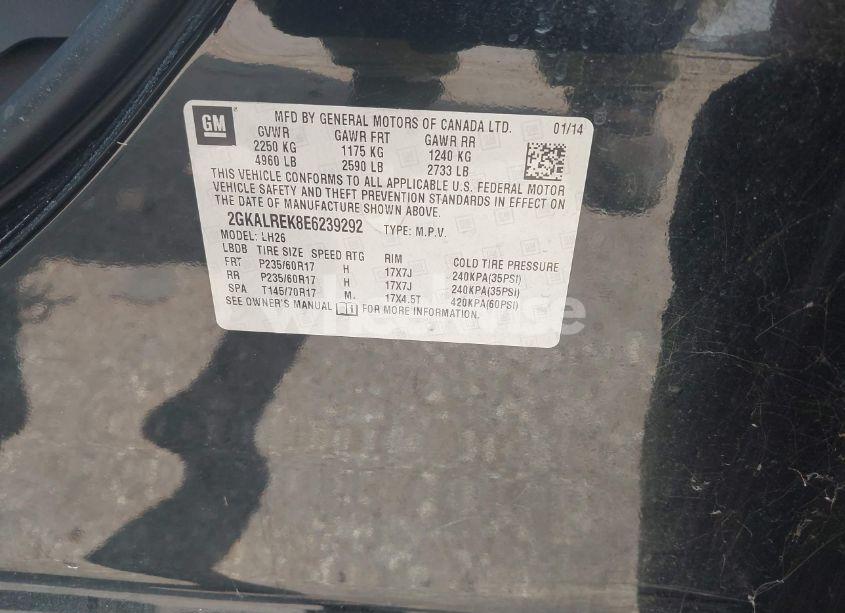 GM
MFD BY GENERAL MOTORS OF CANADA LTD. 01/14
GVWR GAWR FRT GAWR RR
2250 KG 1175 KG 1240 KG
4960 LB 2590 LB 2733 LB
THIS VEHICLE CONFORMS TO ALL APPLICABLE U.S. FEDERAL MOTOR
VEHICLE SAFETY AND THEFT PREVENTION STANDARDS IN EFFECT ON
THE DATE OF MANUFACTURE SHOWN ABOVE.
2GKALREK8E6239292 TYPE: M.P.V.
MODEL: LH26
LBDB TIRE SIZE SPEED RTG RIM COLD TIRE PRESSURE
FRT P235/60R17 H 17X7J 240KPA(35PSI)
RR P235/60R17 H 17X7J 240KPA(35PSI)
SPA T145/70R17 M 17X4.5T 420KPA(60PSI)
SEE OWNER'S MANUAL FOR MORE INFORMATION.